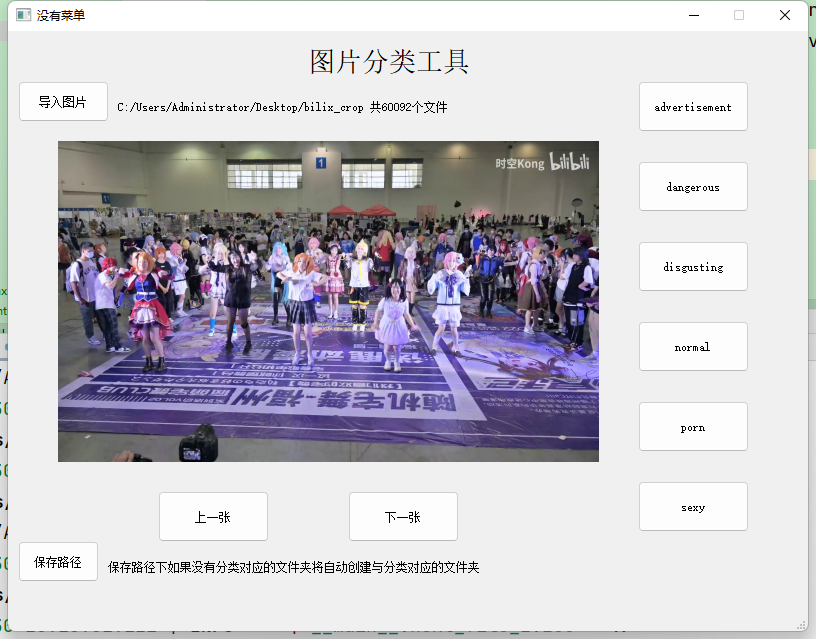 没有菜单
图片分类工具
导入图片
C:/Users/Administrator/Desktop/bilix_crop 共60092个文件
advertisement
时空Kong bilibili
1
dangerous
disgusting
normal
随机宅舞-福州
porn
sexy
上一张
下一张
保存路径
保存路径下如果没有分类对应的文件夹将自动创建与分类对应的文件夹